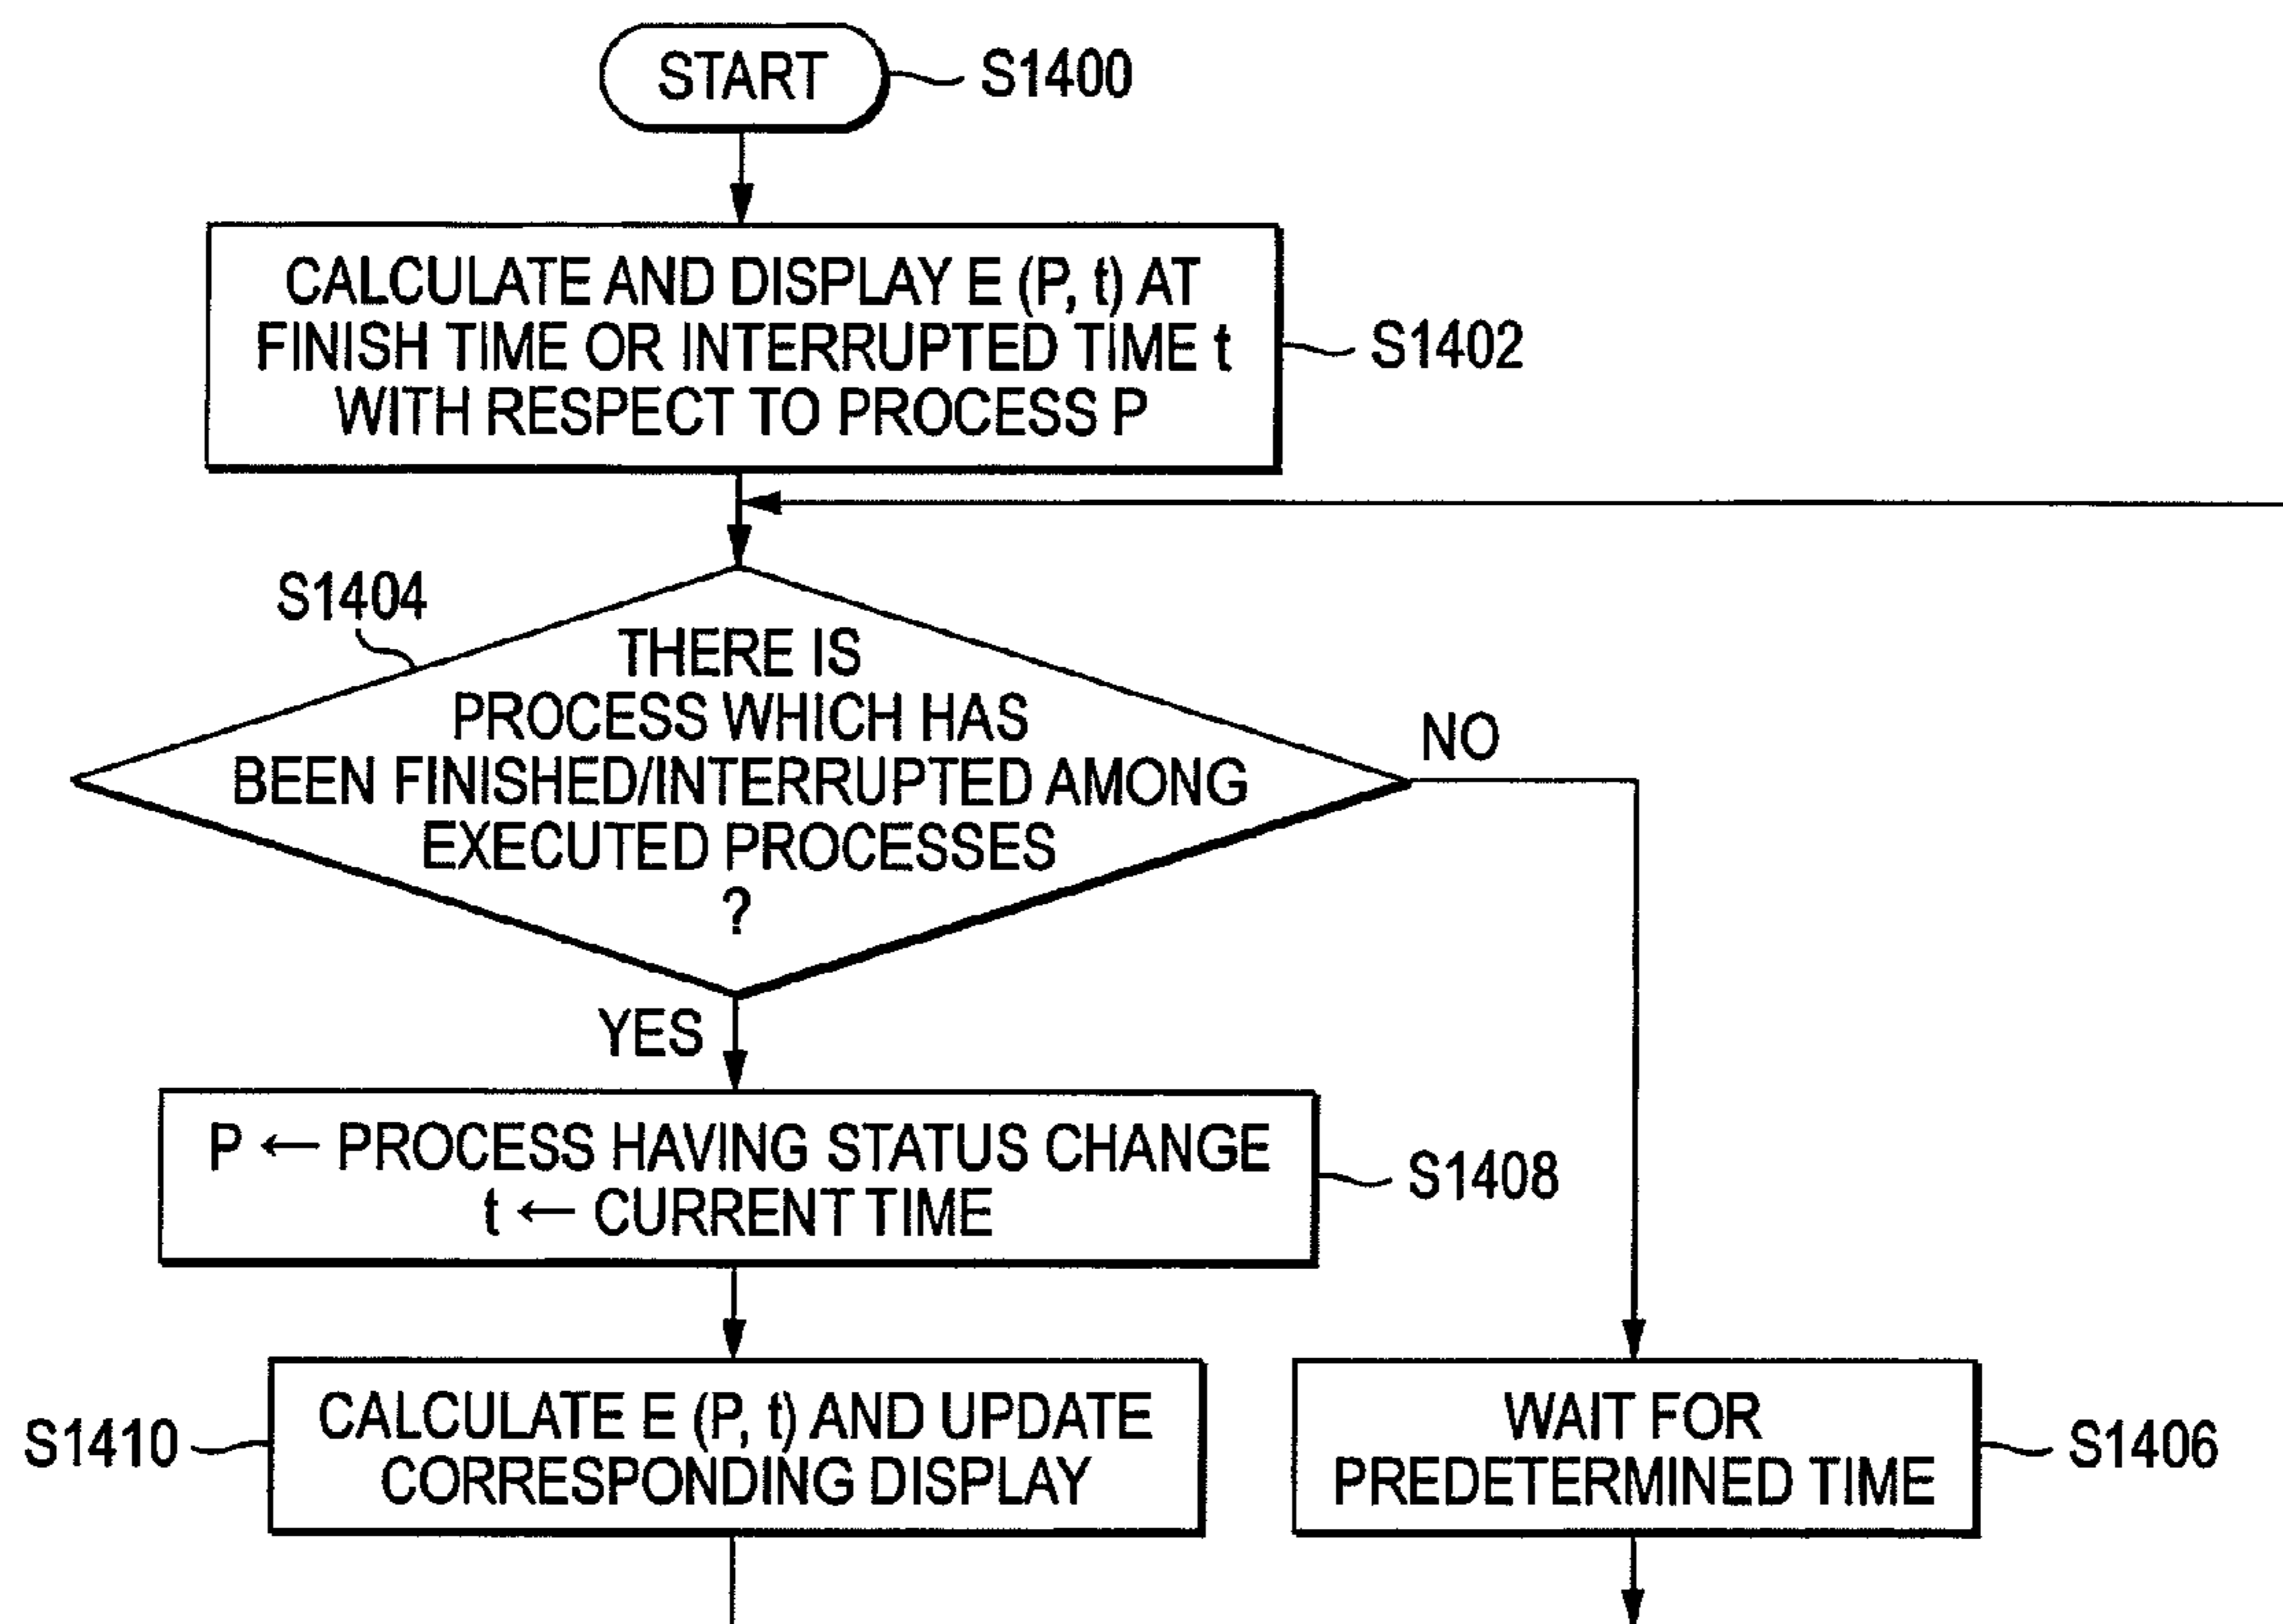 START
S1400
CALCULATE AND DISPLAY E (P, t) AT
FINISH TIME OR INTERRUPTED TIME t
WITH RESPECT TO PROCESS P
S1402
S1404
THERE IS
PROCESS WHICH HAS
BEEN FINISHED/INTERRUPTED AMONG
EXECUTED PROCESSES
?
NO
YES
P ← PROCESS HAVING STATUS CHANGE
t ← CURRENT TIME
S1408
S1410
CALCULATE E (P, t) AND UPDATE
CORRESPONDING DISPLAY
WAIT FOR
PREDETERMINED TIME
S1406